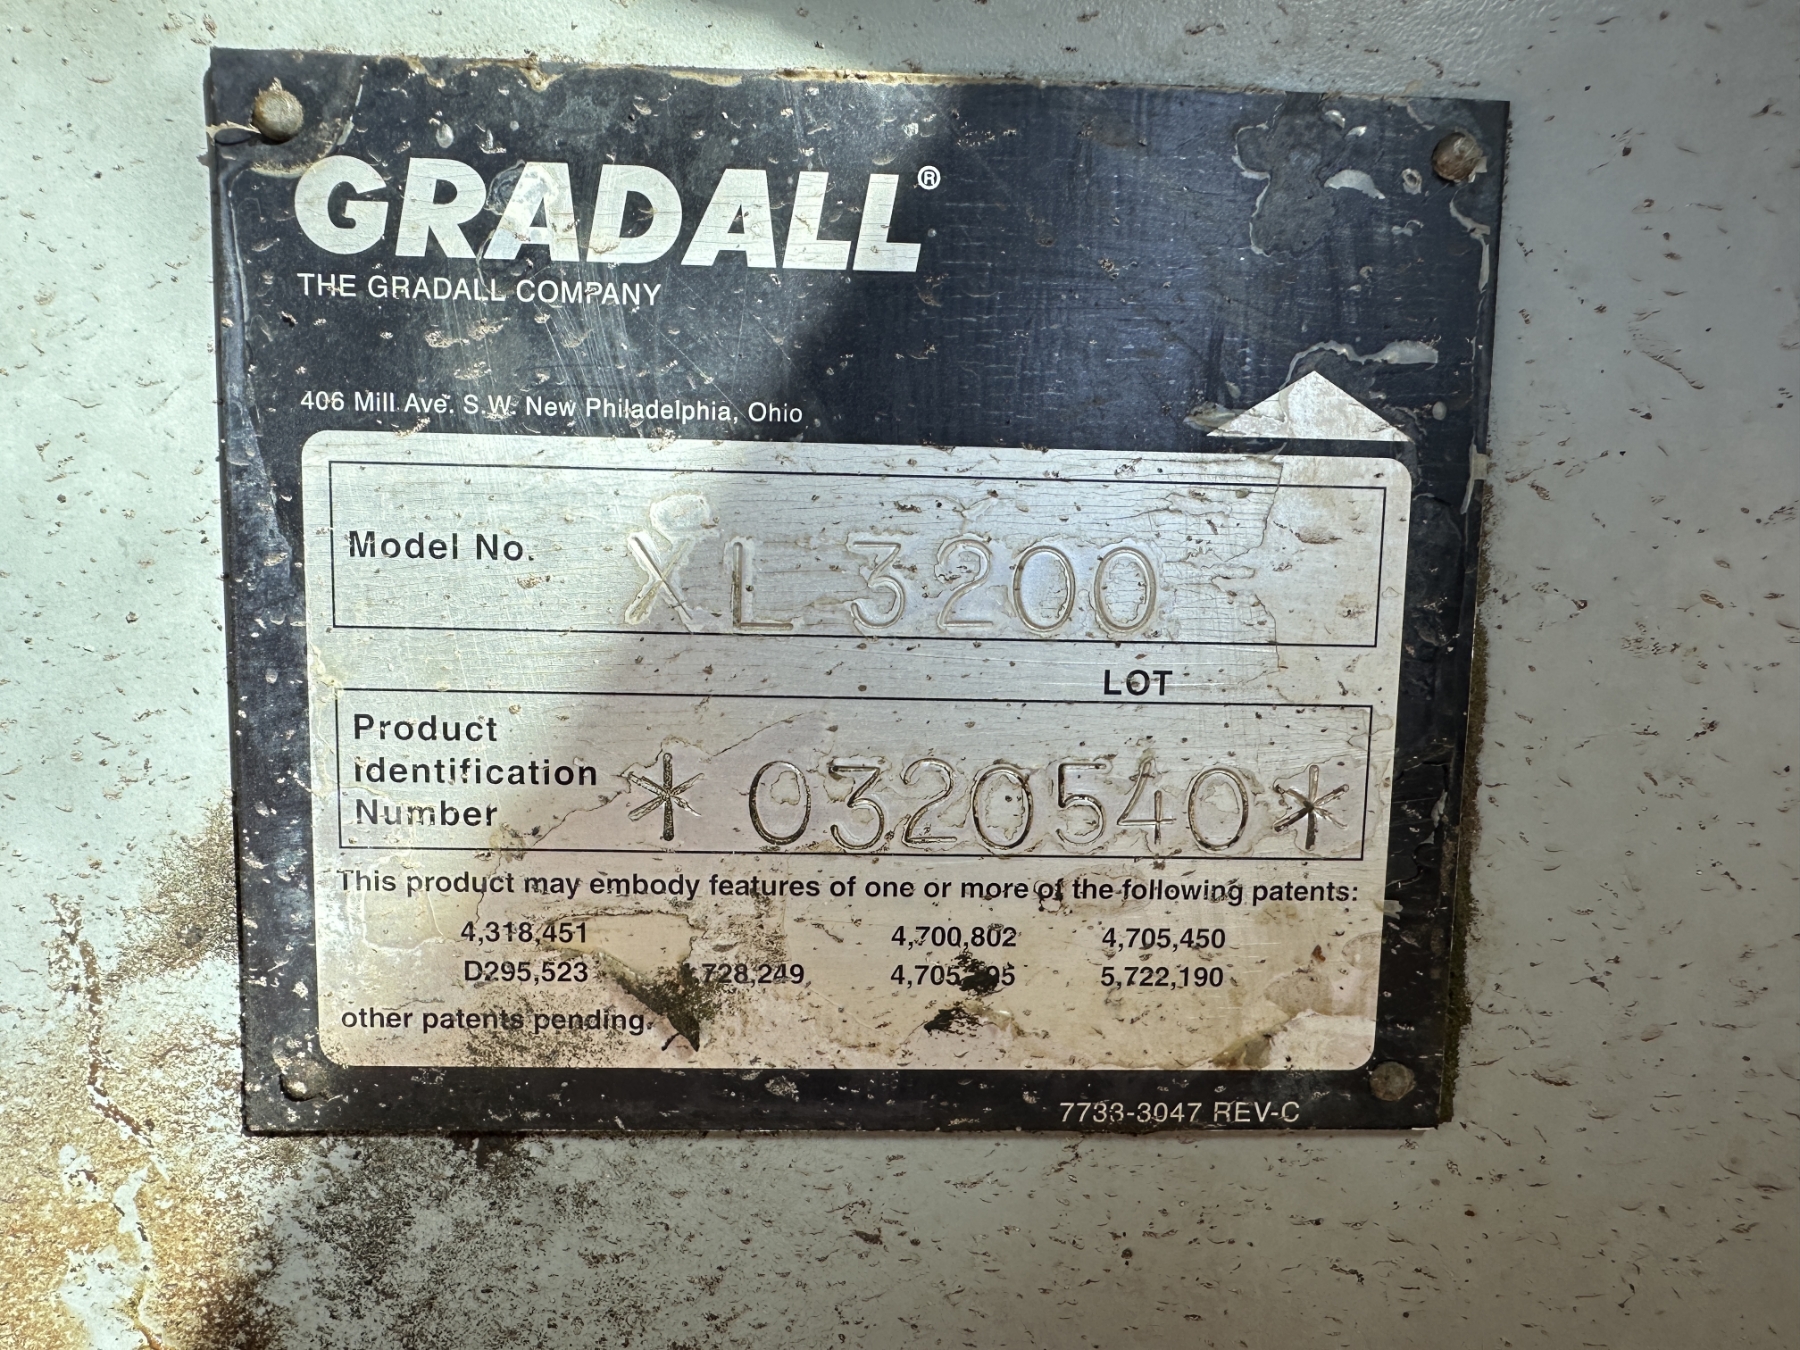 GRADALL®
THE GRADALL COMPANY
406 Mill Ave. S.W. New Philadelphia, Ohio
Model No. XL 3200
LOT
Product
Identification
Number * 0320540*
This product may embody features of one or more of the following patents:
4,318,451 4,700,802 4,705,450
D295,523 5,722,190
other patents pending.
7733-3047 REV-C